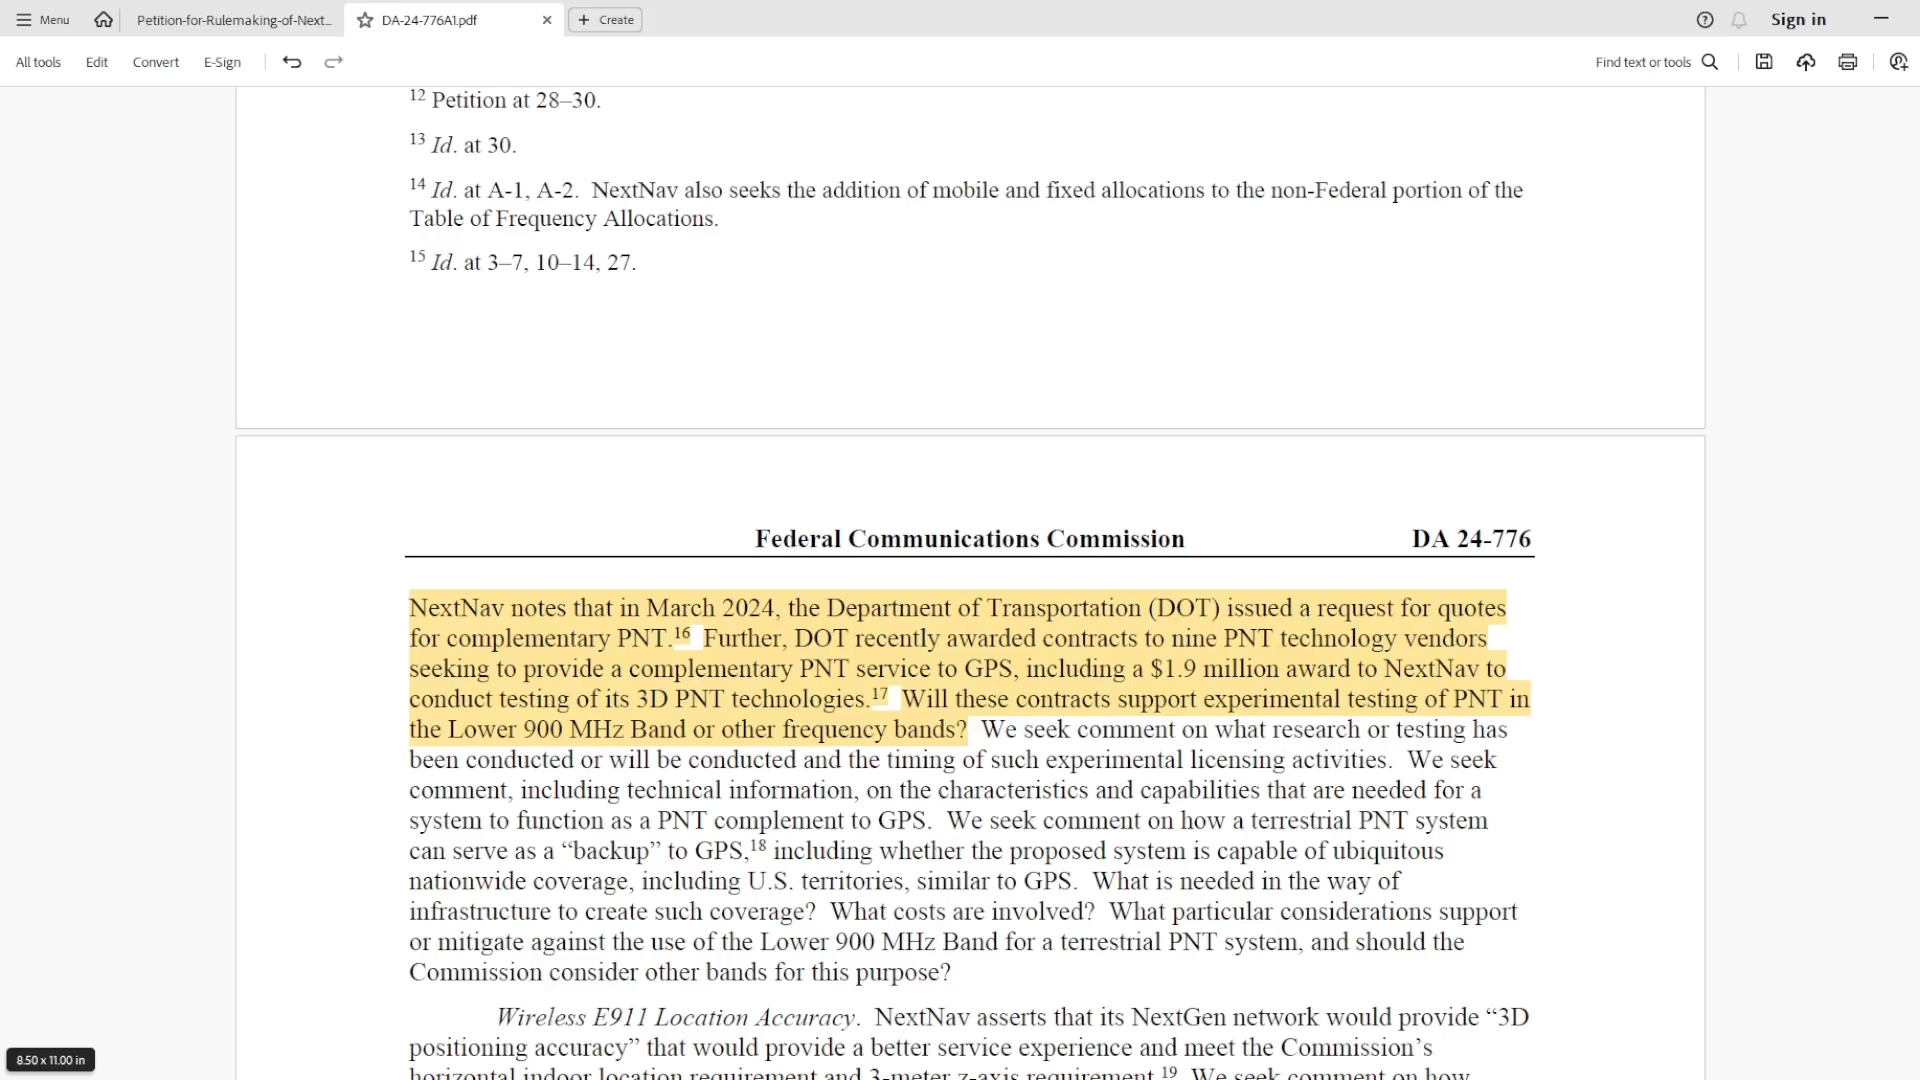 Menu
Petition-for-Rulemaking-of-Next...
DA-24-776A1.pdf
Create
Sign in
All tools
Edit
Convert
E-Sign
Find text or tools
12 Petition at 28–30.
13 Id. at 30.
14 Id. at A-1, A-2. NextNav also seeks the addition of mobile and fixed allocations to the non-Federal portion of the
Table of Frequency Allocations.
15 Id. at 3–7, 10–14, 27.
Federal Communications Commission DA 24-776
NextNav notes that in March 2024, the Department of Transportation (DOT) issued a request for quotes
for complementary PNT.16 Further, DOT recently awarded contracts to nine PNT technology vendors
seeking to provide a complementary PNT service to GPS, including a $1.9 million award to NextNav to
conduct testing of its 3D PNT technologies.17 Will these contracts support experimental testing of PNT in
the Lower 900 MHz Band or other frequency bands? We seek comment on what research or testing has
been conducted or will be conducted and the timing of such experimental licensing activities. We seek
comment, including technical information, on the characteristics and capabilities that are needed for a
system to function as a PNT complement to GPS. We seek comment on how a terrestrial PNT system
can serve as a “backup” to GPS,18 including whether the proposed system is capable of ubiquitous
nationwide coverage, including U.S. territories, similar to GPS. What is needed in the way of
infrastructure to create such coverage? What costs are involved? What particular considerations support
or mitigate against the use of the Lower 900 MHz Band for a terrestrial PNT system, and should the
Commission consider other bands for this purpose?
Wireless E911 Location Accuracy. NextNav asserts that its NextGen network would provide “3D
positioning accuracy” that would provide a better service experience and meet the Commission’s
horizontal indoor location requirement and 3-meter z-axis requirement.19 We seek comment on how
8.50 x 11.00 in